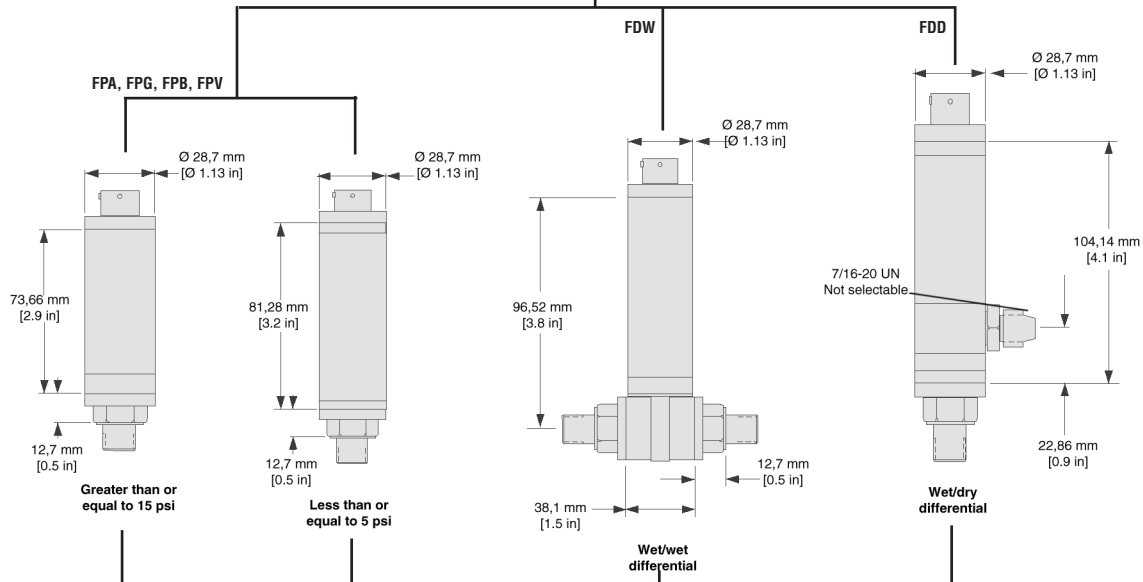 FDW
FDD
FPA, FPG, FPB, FPV
Ø 28,7 mm
[Ø 1.13 in]
73,66 mm
[2.9 in]
12,7 mm
[0.5 in]
Greater than or
equal to 15 psi
Ø 28,7 mm
[Ø 1.13 in]
81,28 mm
[3.2 in]
12,7 mm
[0.5 in]
Less than or
equal to 5 psi
Ø 28,7 mm
[Ø 1.13 in]
96,52 mm
[3.8 in]
12,7 mm
[0.5 in]
38,1 mm
[1.5 in]
Wet/wet
differential
Ø 28,7 mm
[Ø 1.13 in]
7/16-20 UN
Not selectable
104,14 mm
[4.1 in]
22,86 mm
[0.9 in]
Wet/dry
differential